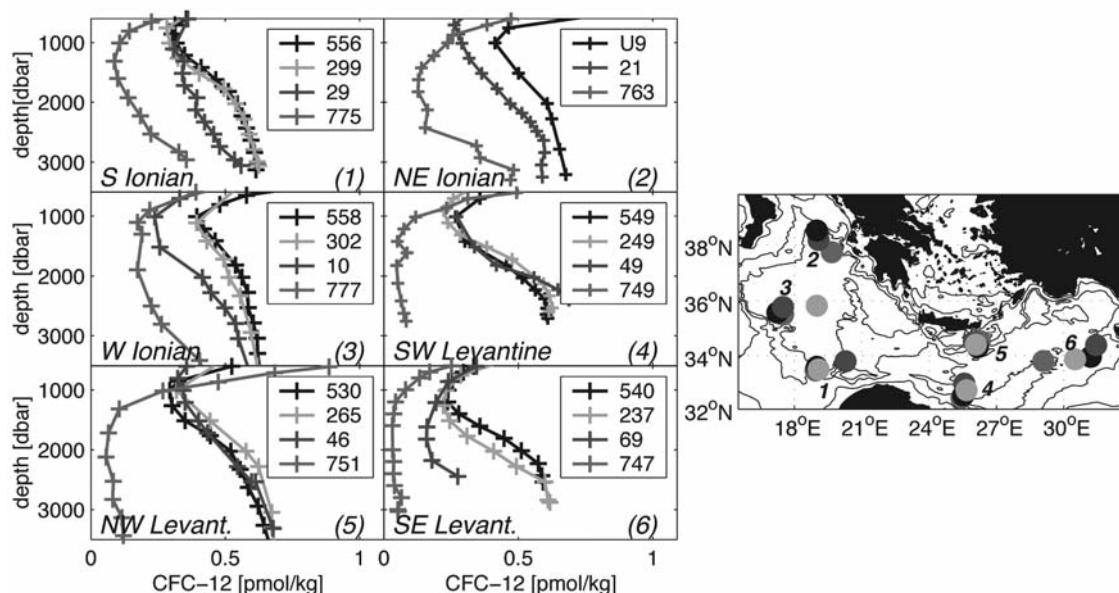 depth[dbar]
1000
2000
3000
556
299
29
775
S Ionian
(1)
U9
21
763
NE Ionian
(2)
depth [dbar]
1000
2000
3000
558
302
10
777
W Ionian
(3)
549
249
49
749
SW Levantine
(4)
depth [dbar]
1000
2000
3000
530
265
46
751
NW Levant.
(5)
540
237
69
747
SE Levant.
(6)
0 0.5 0 0.5 1
CFC-12 [pmol/kg] CFC-12 [pmol/kg]
38°N
36°N
34°N
32°N
2
3
5
6
1
4
18°E 21°E 24°E 27°E 30°E